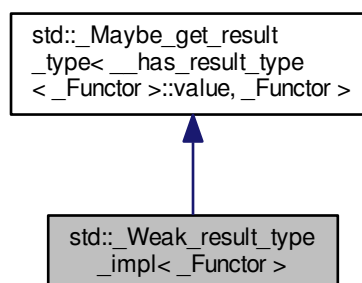 std::_Maybe_get_result
_type< __has_result_type
< _Functor >::value, _Functor >
std::_Weak_result_type
_impl< _Functor >